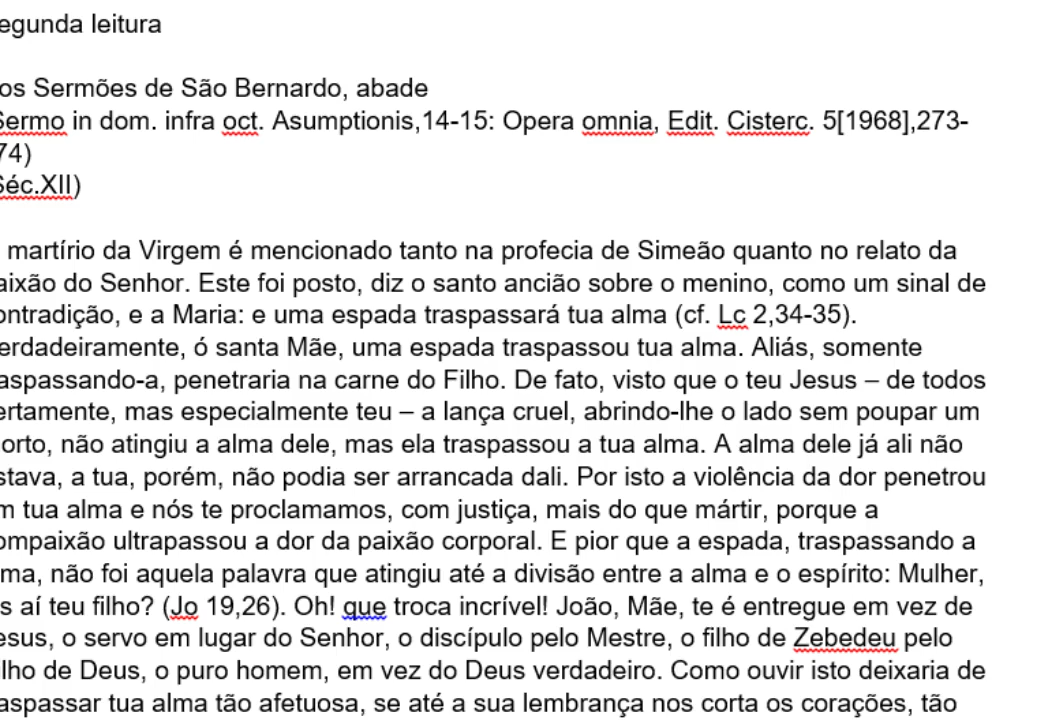 egunda leitura
os Sermões de São Bernardo, abade
Sermo in dom. infra oct. Asumptionis,14-15: Opera omnia, Edit. Cisterc. 5[1968],273-
74)
Séc.XII)
martírio da Virgem é mencionado tanto na profecia de Simeão quanto no relato da
aixão do Senhor. Este foi posto, diz o santo ancião sobre o menino, como um sinal de
ontradição, e a Maria: e uma espada traspassará tua alma (cf. Lc 2,34-35).
erdadeiramente, ó santa Mãe, uma espada traspassou tua alma. Aliás, somente
aspassando-a, penetraria na carne do Filho. De fato, visto que o teu Jesus – de todos
ertamente, mas especialmente teu – a lança cruel, abrindo-lhe o lado sem poupar um
orto, não atingiu a alma dele, mas ela traspassou a tua alma. A alma dele já ali não
stava, a tua, porém, não podia ser arrancada dali. Por isto a violência da dor penetrou
m tua alma e nós te proclamamos, com justiça, mais do que mártir, porque a
ompaixão ultrapassou a dor da paixão corporal. E pior que a espada, traspassando a
ma, não foi aquela palavra que atingiu até a divisão entre a alma e o espírito: Mulher,
s aí teu filho? (Jo 19,26). Oh! que troca incrível! João, Mãe, te é entregue em vez de
esus, o servo em lugar do Senhor, o discípulo pelo Mestre, o filho de Zebedeu pelo
lho de Deus, o puro homem, em vez do Deus verdadeiro. Como ouvir isto deixaria de
aspassar tua alma tão afetuosa, se até a sua lembrança nos corta os corações, tão